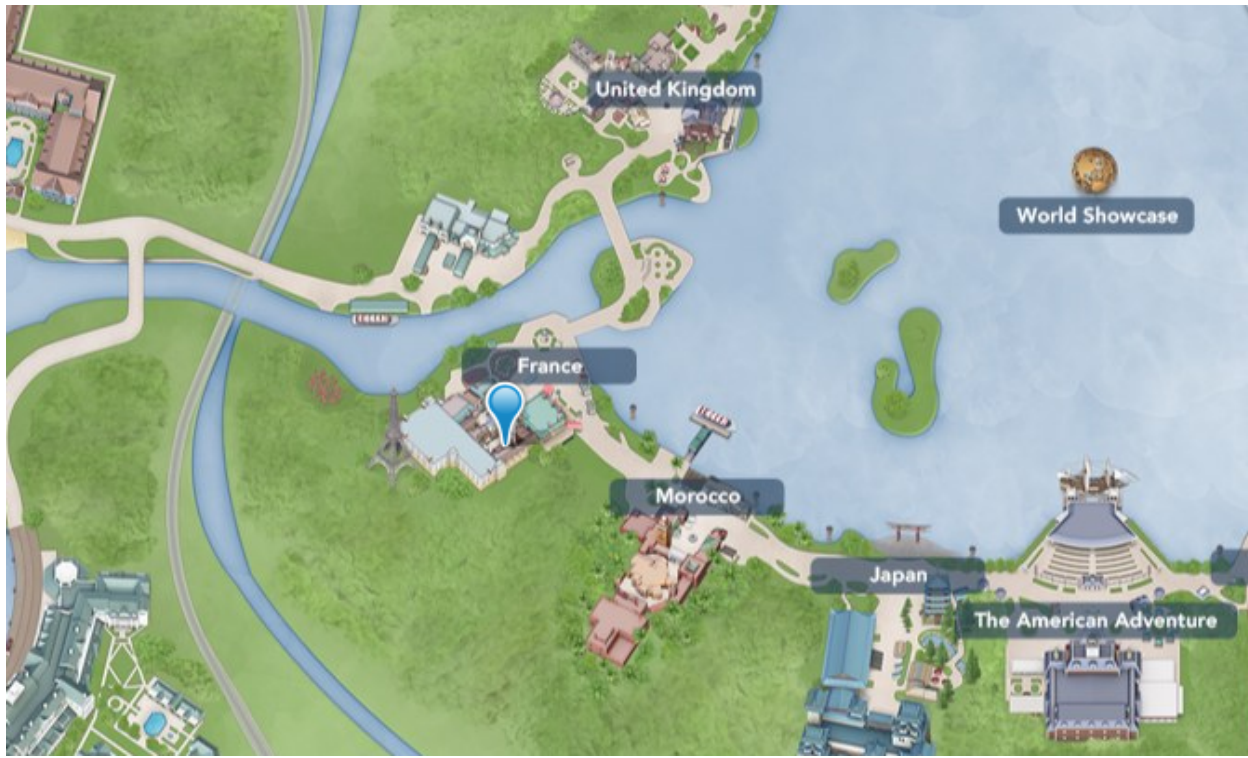 United Kingdom
World Showcase
France
Morocco
Japan
The American Adventure